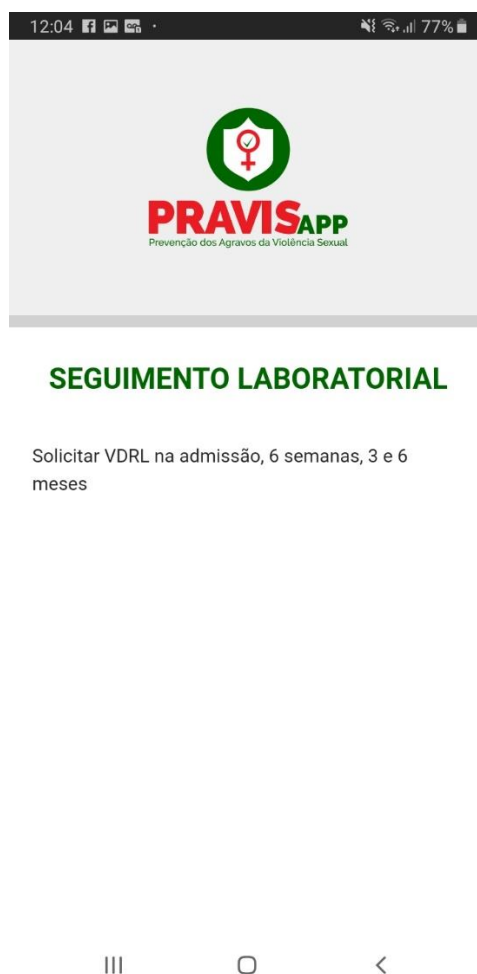 12:04
77%
PRAVISAPP
Prevenção dos Agravos da Violência Sexual
SEGUIMENTO LABORATORIAL
Solicitar VDRL na admissão, 6 semanas, 3 e 6
meses